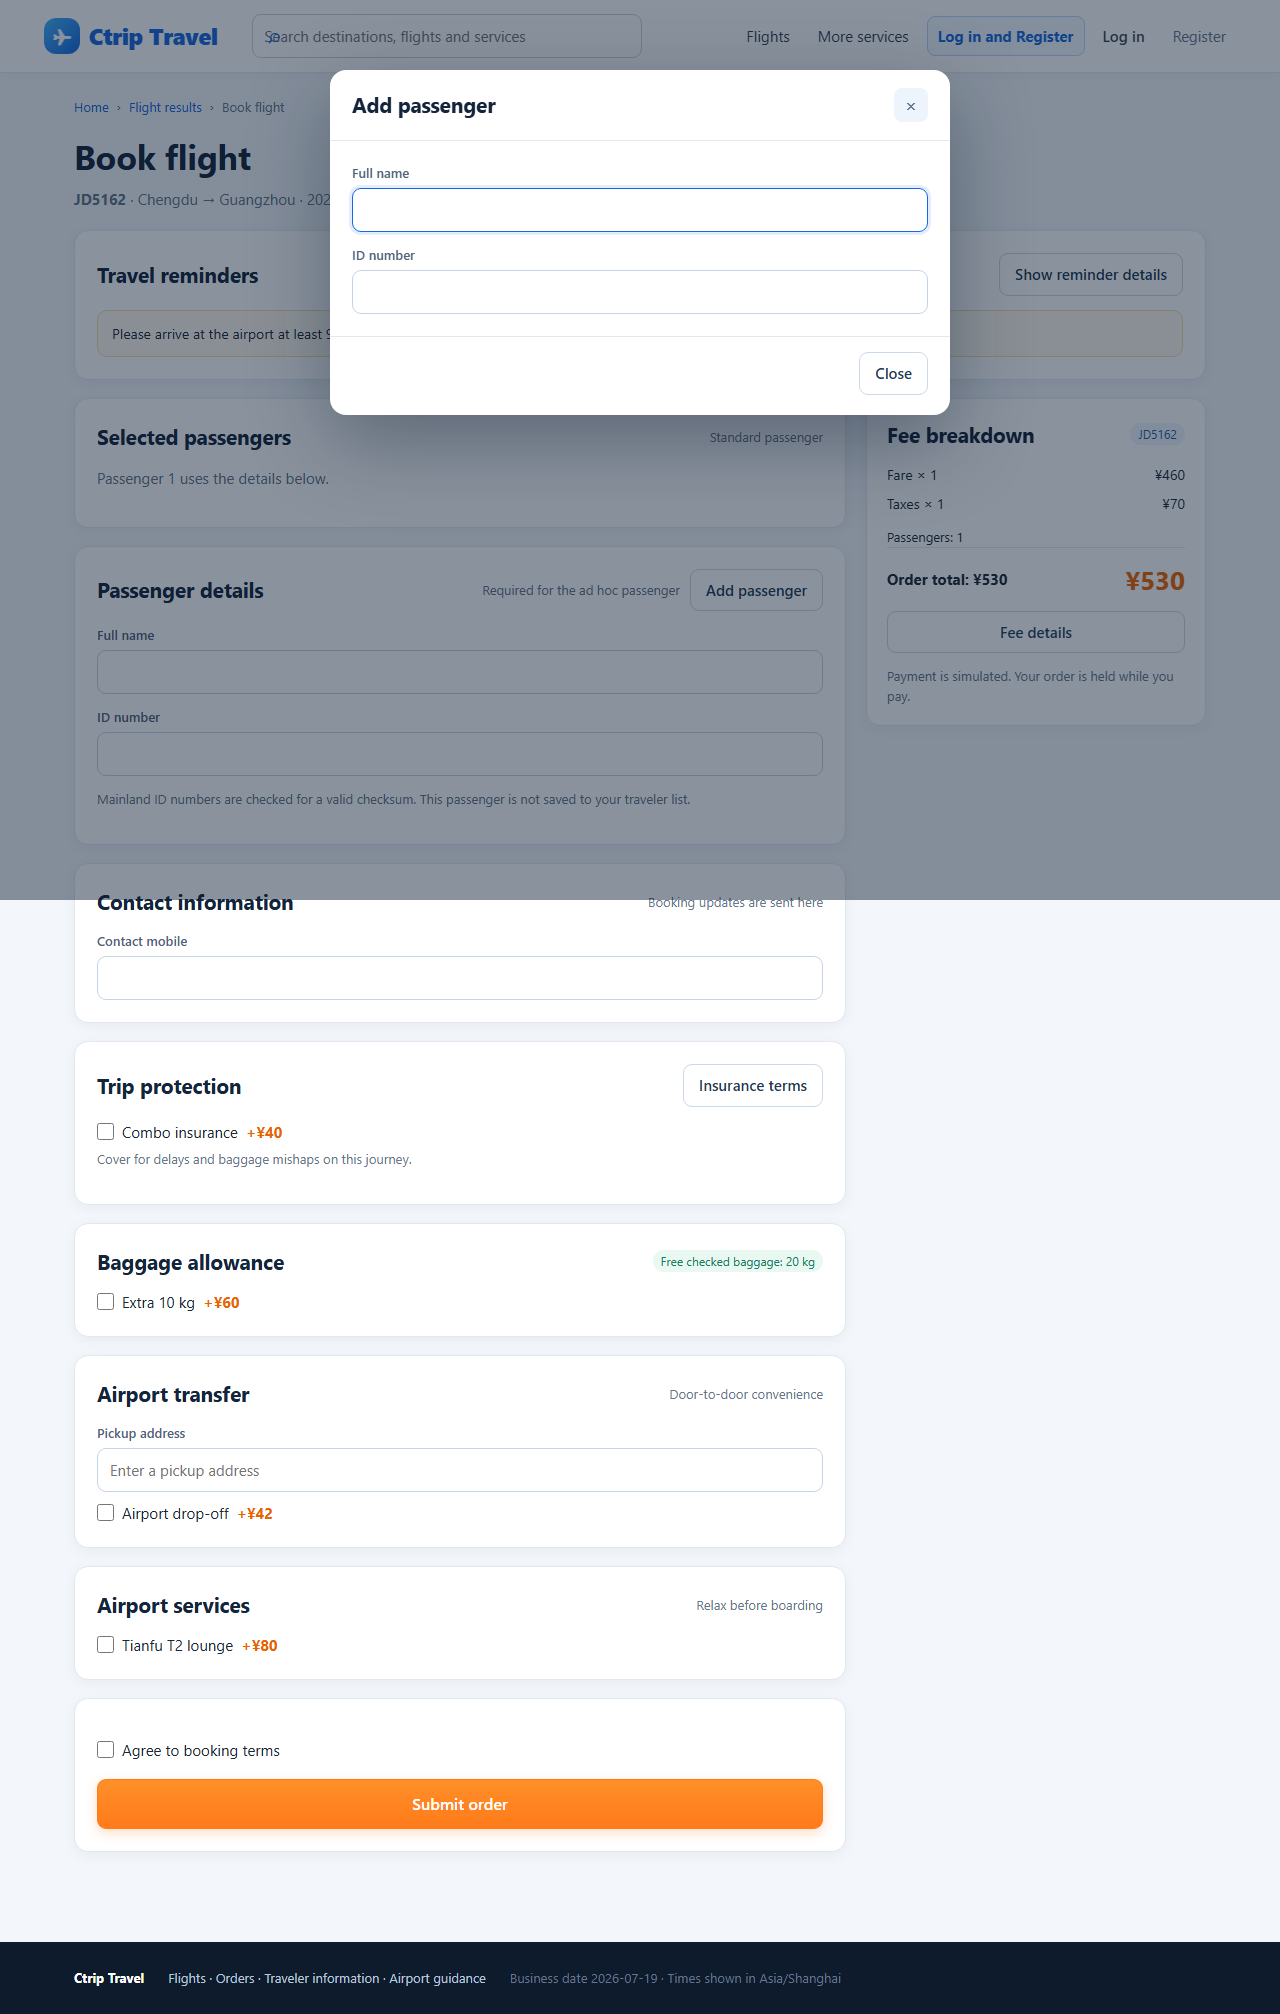 Ctrip Travel
Search destinations, flights and services
Flights
More services
Log in and Register
Log in
Register
Home › Flight results › Book flight
Add passenger
×
Book flight
JD5162 · Chengdu → Guangzhou · 202
Full name
ID number
Close
Travel reminders
Show reminder details
Please arrive at the airport at least
Selected passengers
Standard passenger
Passenger 1 uses the details below.
Fee breakdown
JD5162
Fare × 1
¥460
Taxes × 1
¥70
Passengers: 1
Order total: ¥530
¥530
Fee details
Payment is simulated. Your order is held while you
pay.
Passenger details
Required for the ad hoc passenger
Add passenger
Full name
ID number
Mainland ID numbers are checked for a valid checksum. This passenger is not saved to your traveler list.
Contact information
Booking updates are sent here
Contact mobile
Trip protection
Insurance terms
Combo insurance +¥40
Cover for delays and baggage mishaps on this journey.
Baggage allowance
Free checked baggage: 20 kg
Extra 10 kg +¥60
Airport transfer
Door-to-door convenience
Pickup address
Enter a pickup address
Airport drop-off +¥42
Airport services
Relax before boarding
Tianfu T2 lounge +¥80
Agree to booking terms
Submit order
Ctrip Travel
Flights · Orders · Traveler information · Airport guidance
Business date 2026-07-19 · Times shown in Asia/Shanghai